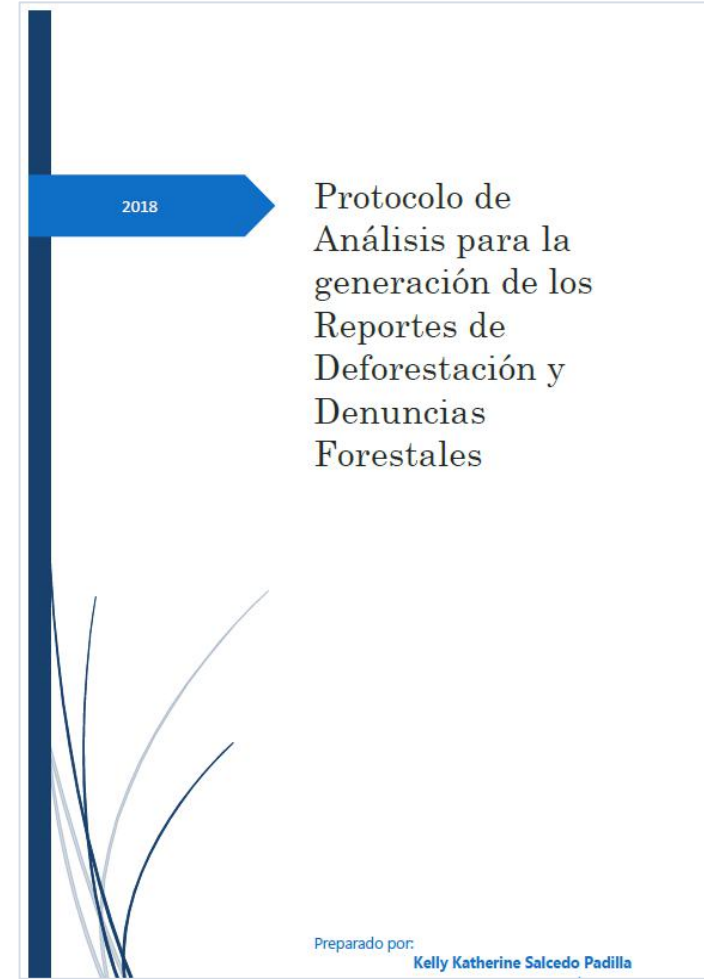 2018
Protocolo de
Análisis para la
generación de los
Reportes de
Deforestación y
Denuncias
Forestales
Preparado por:
Kelly Katherine Salcedo Padilla